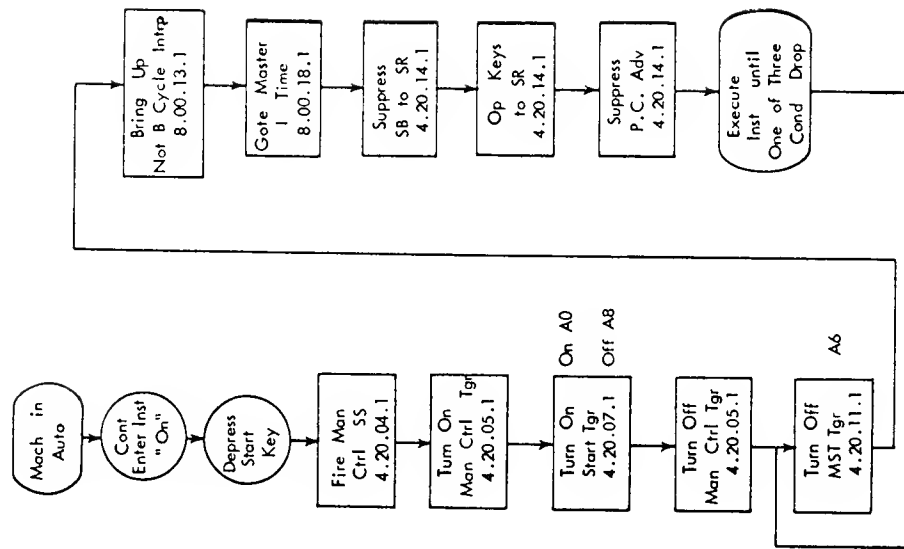 Mach in
Auto
Cont
Enter Inst
"On"
Depress
Start
Key
Fire Man
Ctrl SS
4.20.04.1
Turn On
Man Ctrl Tgr
4.20.05.1
Turn On
Start Tgr
4.20.07.1
On A0
Off A8
Turn Off
Man Ctrl Tgr
4.20.05.1
Turn Off
MST Tgr
4.20.11.1
A6
Bring Up
Not B Cycle Intrp
8.00.13.1
Gote Master
I Time
8.00.18.1
Suppress
SB to SR
4.20.14.1
Op Keys
to SR
4.20.14.1
Suppress
P.C. Adv
4.20.14.1
Execute
Inst until
One of Three
Cond Drop